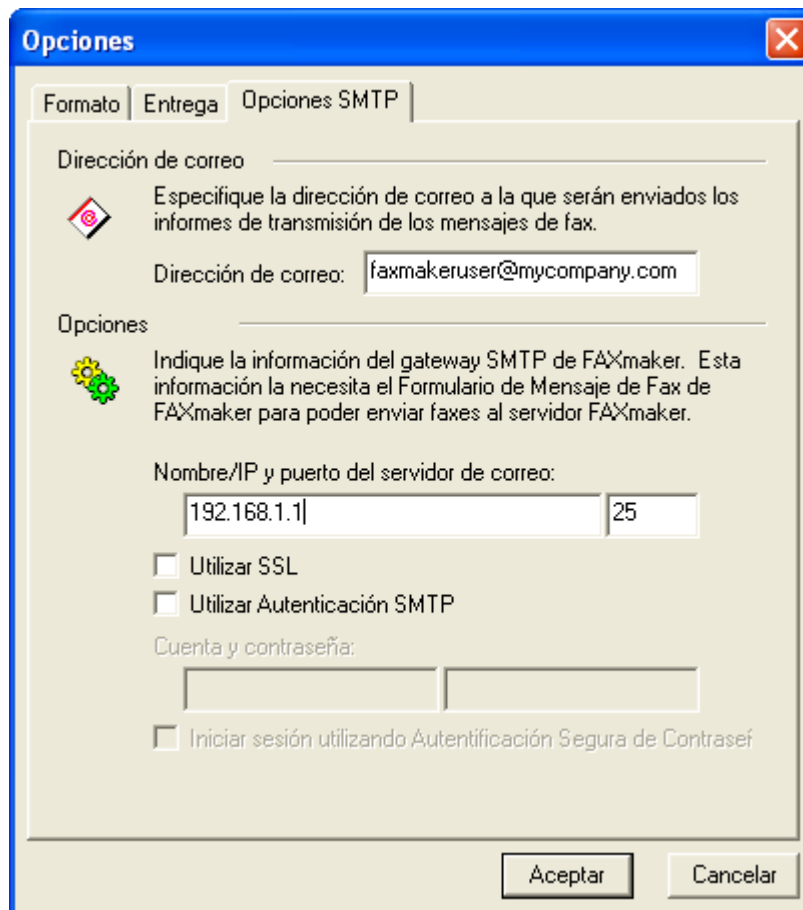 Opciones
Formato Entrega Opciones SMTP
Dirección de correo
Especifique la dirección de correo a la que serán enviados los
informes de transmisión de los mensajes de fax.
Dirección de correo: faxmakeruser@mycompany.com
Opciones
Indique la información del gateway SMTP de FAXmaker. Esta
información la necesita el Formulario de Mensaje de Fax de
FAXmaker para poder enviar faxes al servidor FAXmaker.
Nombre/IP y puerto del servidor de correo:
192.168.1.1 25
Utilizar SSL
Utilizar Autenticación SMTP
Cuenta y contraseña:
Iniciar sesión utilizando Autentificación Segura de Contraseñ
Aceptar Cancelar